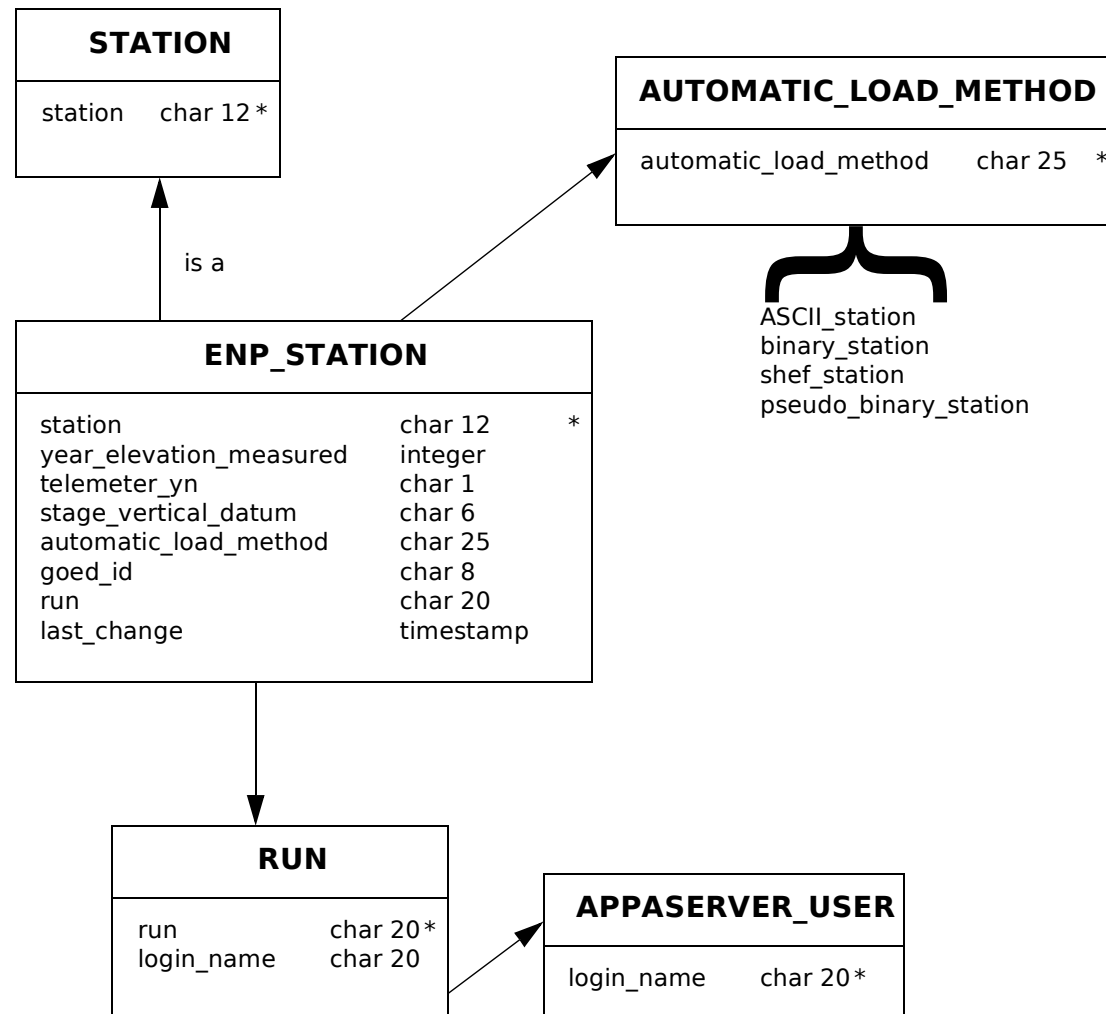 STATION
station char 12 *
AUTOMATIC_LOAD_METHOD
automatic_load_method char 25 *
is a
ASCII_station
binary_station
shef_station
pseudo_binary_station
ENP_STATION
station char 12 *
year_elevation_measured integer
telemeter_yn char 1
stage_vertical_datum char 6
automatic_load_method char 25
goed_id char 8
run char 20
last_change timestamp
RUN
run char 20 *
login_name char 20
APPASERVER_USER
login_name char 20 *